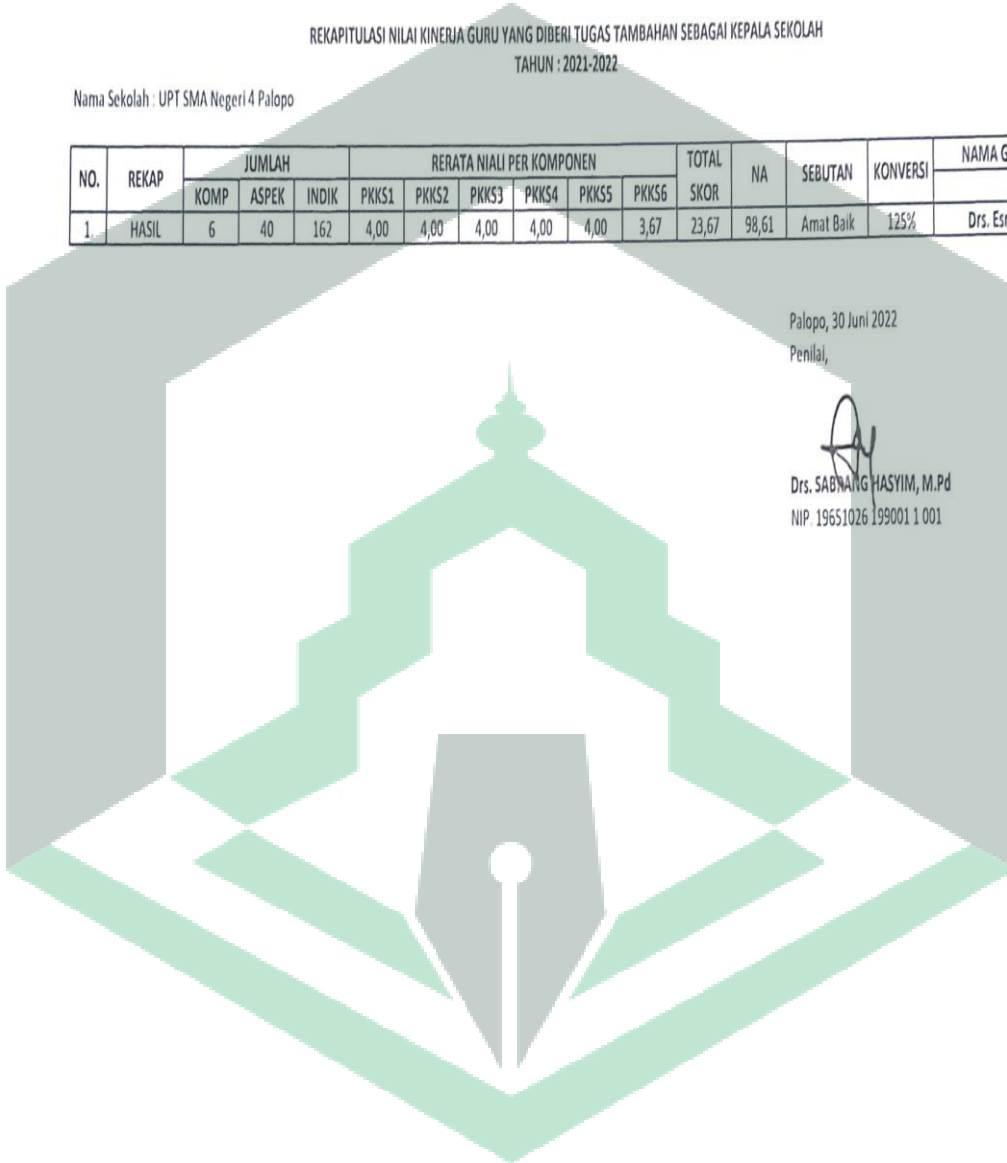 REKAPITULASI NILAI KINERJA GURU YANG DIBERI TUGAS TAMBAHAN SEBAGAI KEPALA SEKOLAH
TAHUN : 2021-2022
Nama Sekolah : UPT SMA Negeri 4 Palopo
NO. REKAP JUMLAH RERATA NIALI PER KOMPONEN TOTAL SKOR NA SEBUTAN KONVERSI NAMA G
KOMP ASPEK INDIK PKKS1 PKKS2 PKKS3 PKKS4 PKKS5 PKKS6
1. HASIL 6 40 162 4,00 4,00 4,00 4,00 4,00 3,67 23,67 98,61 Amat Baik 125% Drs. Esr
Palopo, 30 Juni 2022
Penilai,
Drs. SABRANG HASYIM, M.Pd
NIP. 19651026 199001 1 001